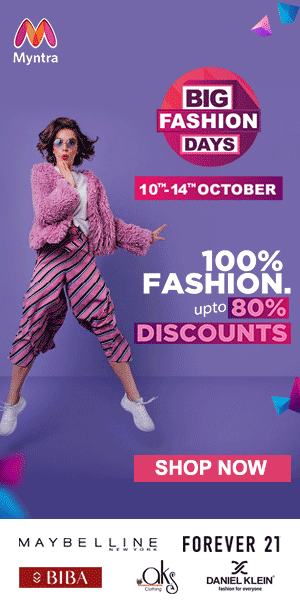 Myntra
BIG
FASHION
DAYS
10TH-14TH OCTOBER
100%
FASHION.
upto 80%
DISCOUNTS
SHOP NOW
MAYBELLINE
NEW YORK
FOREVER 21
BIBA
aks
Clothing
DANIEL KLEIN
fashion for everyone